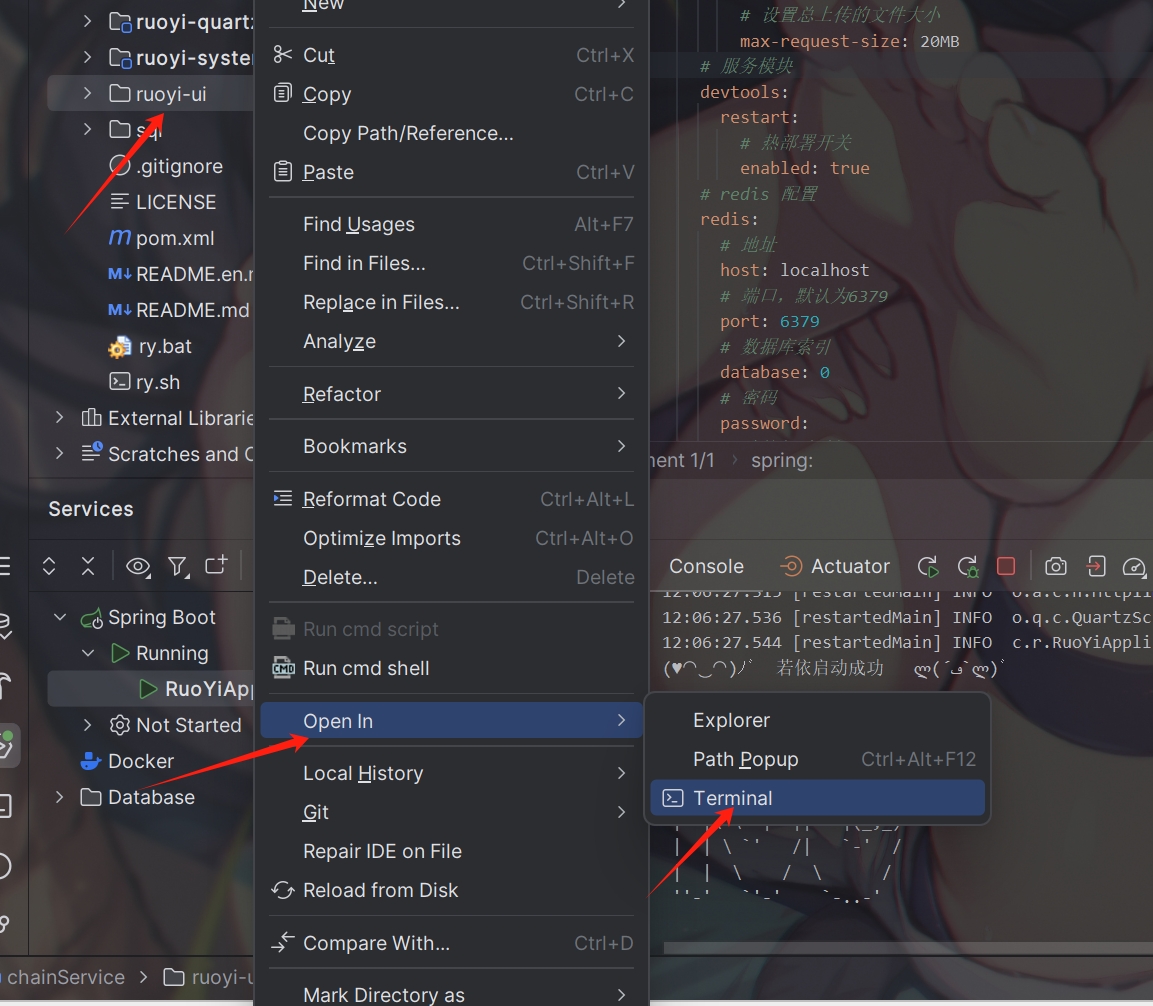 ruoyi-quart
ruoyi-syste
ruoyi-ui
sql
.gitignore
LICENSE
pom.xml
README.en.r
README.md
ry.bat
ry.sh
External Librarie
Scratches and C
Services
Spring Boot
Running
RuoYiAp
Not Started
Docker
Database
chainService
ruoyi-u
New
Cut Ctrl+X
Copy Ctrl+C
Copy Path/Reference...
Paste Ctrl+V
Find Usages Alt+F7
Find in Files... Ctrl+Shift+F
Replace in Files... Ctrl+Shift+R
Analyze
Refactor
Bookmarks
Reformat Code Ctrl+Alt+L
Optimize Imports Ctrl+Alt+O
Delete... Delete
Run cmd script
Run cmd shell
Open In
Local History
Git
Repair IDE on File
Reload from Disk
Compare With... Ctrl+D
Mark Directory as
Explorer
Path Popup Ctrl+Alt+F12
Terminal
# 设置总上传的文件大小
max-request-size: 20MB
# 服务模块
devtools:
restart:
# 热部署开关
enabled: true
# redis 配置
redis:
# 地址
host: localhost
# 端口，默认为6379
port: 6379
# 数据库索引
database: 0
# 密码
password:
ment 1/1 › spring:
Console Actuator
12:06:27.515 [restartedMain] INFO o.a.c.h.Http11
12:06:27.536 [restartedMain] INFO o.q.c.QuartzSc
12:06:27.544 [restartedMain] INFO c.r.RuoYiAppli
(♥◠‿◠)ﾉﾞ 若依启动成功 ლ(´ڡ`ლ)ﾞ